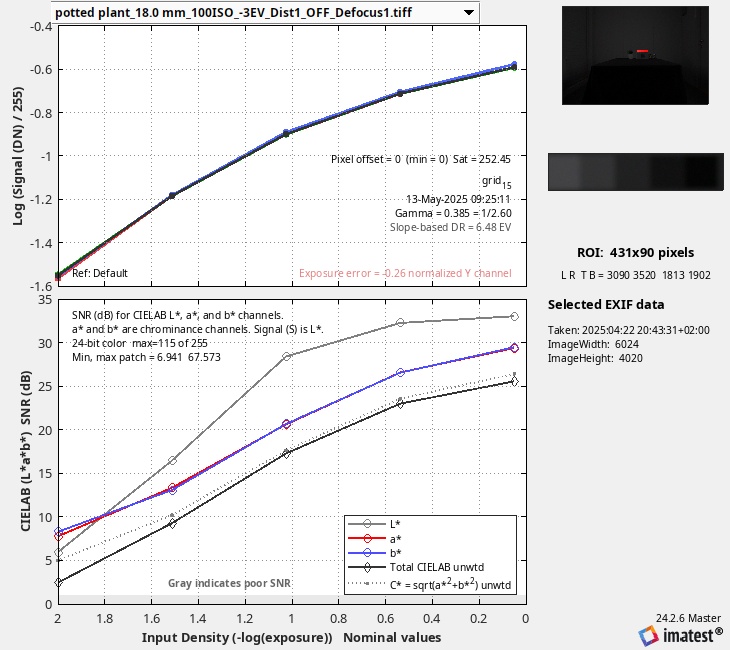 potted plant_18.0 mm_100ISO_-3EV_Dist1_OFF_Defocus1.tiff
-0.4
-0.6
-0.8
-1
-1.2
-1.4
-1.6
Log (Signal (DN) / 255)
Pixel offset = 0 (min = 0) Sat = 252.45
grid15
13-May-2025 09:25:11
Gamma = 0.385 = 1/2.60
Slope-based DR = 6.48 EV
Ref: Default
Exposure error = -0.26 normalized Y channel
ROI: 431x90 pixels
L R T B = 3090 3520 1813 1902
Selected EXIF data
Taken: 2025:04:22 20:43:31+02:00
ImageWidth: 6024
ImageHeight: 4020
35
30
25
20
15
10
5
0
CIELAB (L*a*b*) SNR (dB)
SNR (dB) for CIELAB L*, a*, and b* channels.
a* and b* are chrominance channels. Signal (S) is L*.
24-bit color max=115 of 255
Min, max patch = 6.941 67.573
L*
a*
b*
Total CIELAB unwtd
C* = sqrt(a*2+b*2) unwtd
Gray indicates poor SNR
2 1.8 1.6 1.4 1.2 1 0.8 0.6 0.4 0.2 0
Input Density (-log(exposure)) Nominal values
24.2.6 Master
imatest®